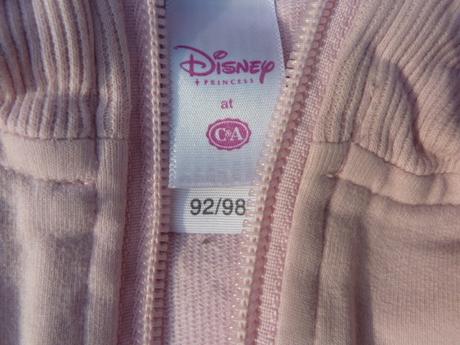 Disney
PRINCESS
at
C&A
92/98